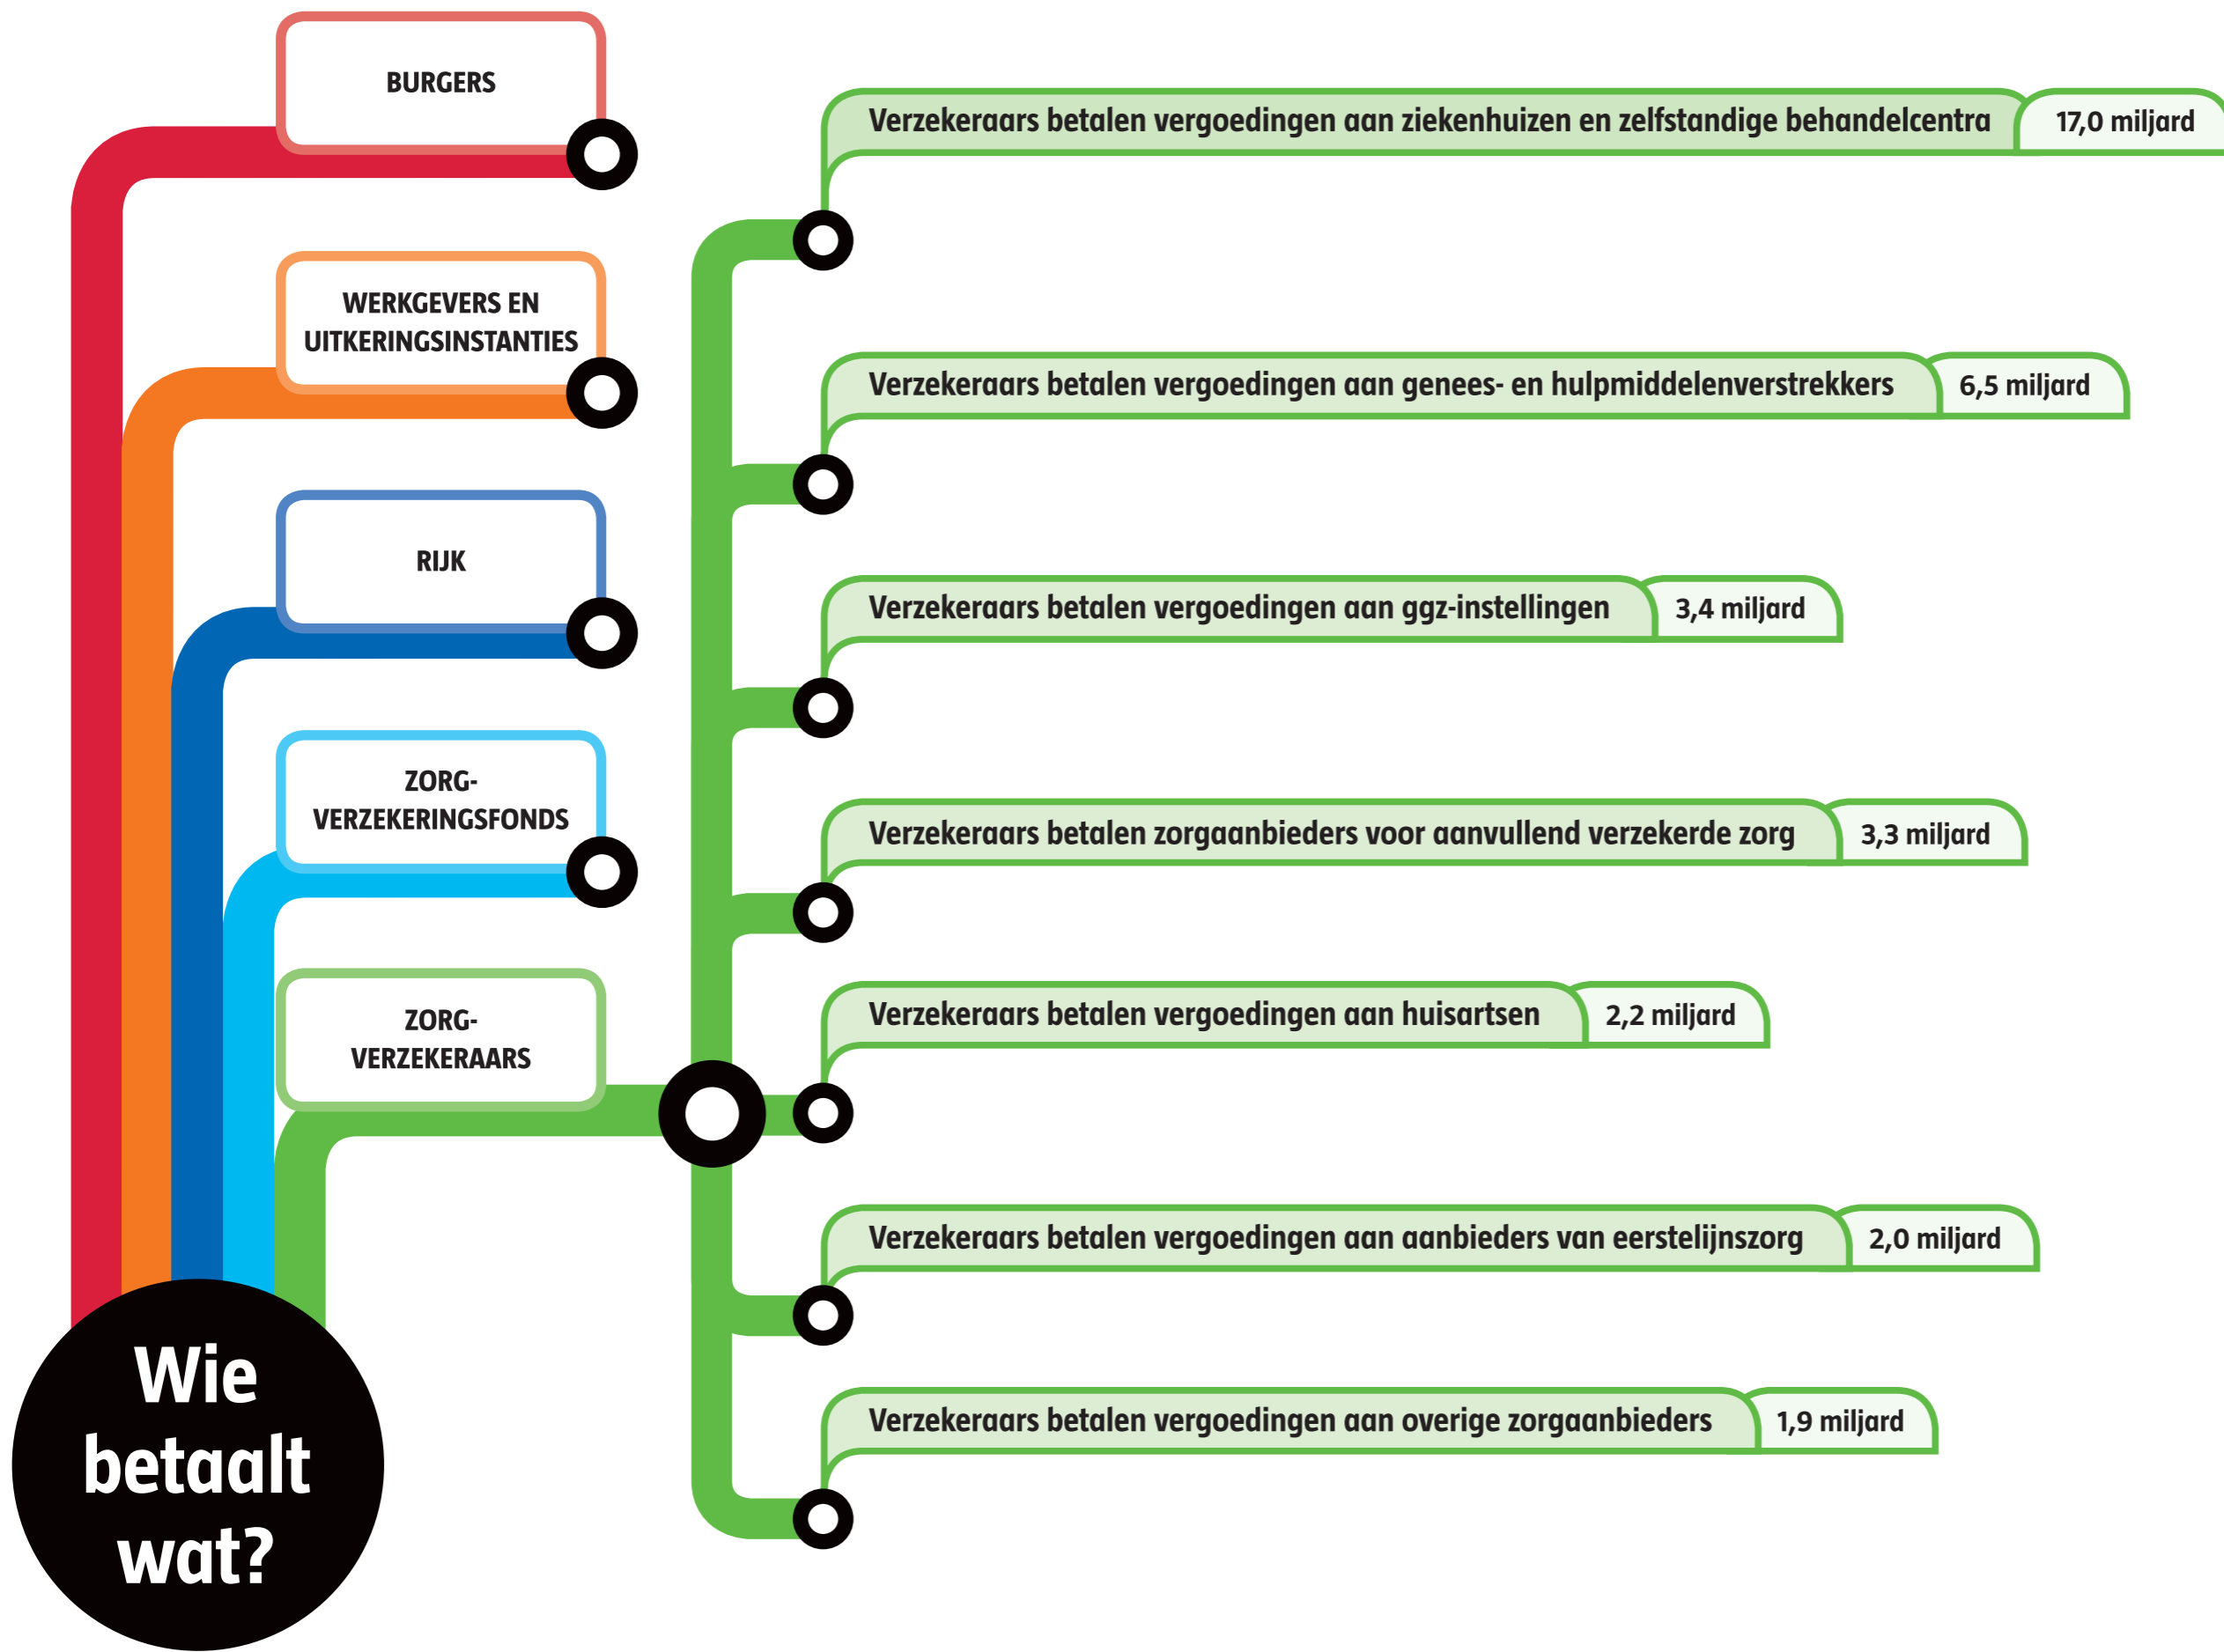 BURGERS
WERKGEVERS EN
UITKERINGSINSTANTIES
RIJK
ZORG-
VERZEKERINGSFONDS
ZORG-
VERZEKERAARS
Wie
betaalt
wat?
Verzekeraars betalen vergoedingen aan ziekenhuizen en zelfstandige behandelcentra 17,0 miljard
Verzekeraars betalen vergoedingen aan genees- en hulpmiddelenverstrekkers 6,5 miljard
Verzekeraars betalen vergoedingen aan ggz-instellingen 3,4 miljard
Verzekeraars betalen zorgaanbieders voor aanvullend verzekerde zorg 3,3 miljard
Verzekeraars betalen vergoedingen aan huisartsen 2,2 miljard
Verzekeraars betalen vergoedingen aan aanbieders van eerstelijnszorg 2,0 miljard
Verzekeraars betalen vergoedingen aan overige zorgaanbieders 1,9 miljard